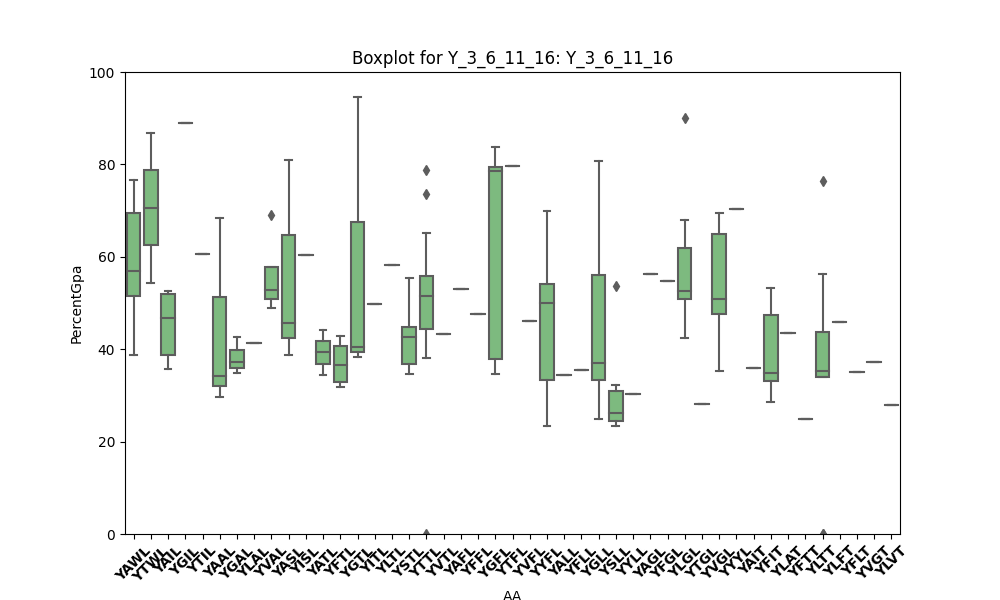 Boxplot for Y_3_6_11_16: Y_3_6_11_16
PercentGpa
100
80
60
40
20
0
YAWL
YTWL
YAIL
YGIL
YTIL
YAAL
YGAL
YLAL
YVAL
YASL
YISL
YATL
YFTL
YGTL
YITL
YLTL
YSTL
YTTL
YVTL
YAFL
YFFL
YGFL
YTFL
YVFL
YYFL
YALL
YFLL
YGLL
YSLL
YYLL
YAGL
YFGL
YLGL
YTGL
YVGL
YYVL
YAIT
YFIT
YLAT
YFTT
YLTT
YLFT
YFLT
YVGT
YLVT
AA